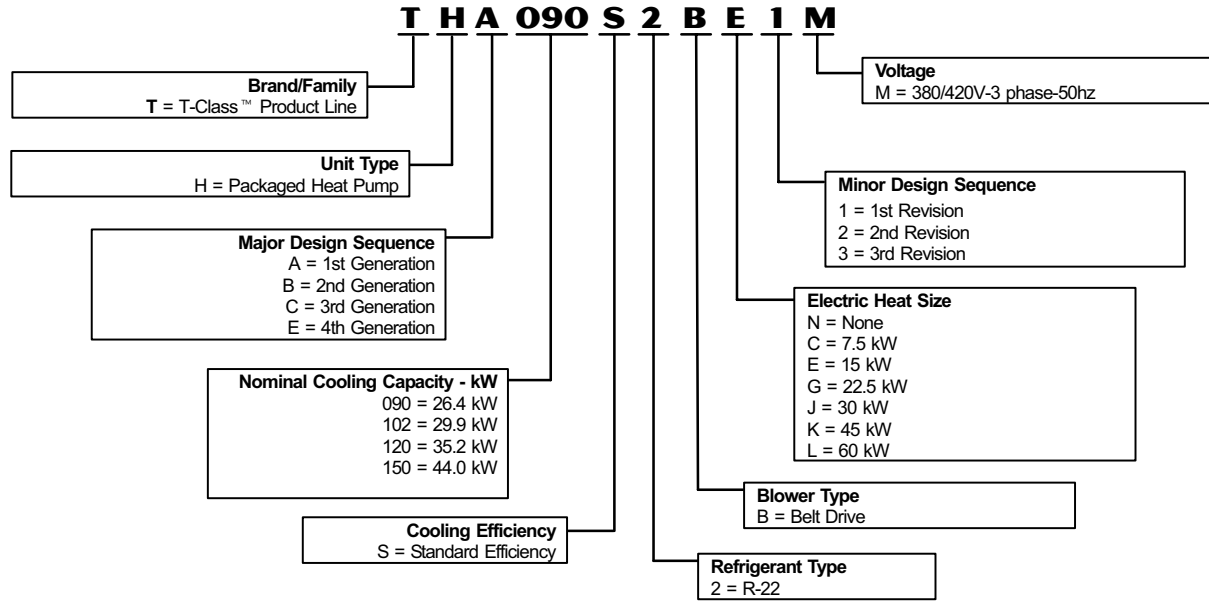 T H A 090 S 2 B E 1 M
Brand/Family
T = T-Class™ Product Line
Unit Type
H = Packaged Heat Pump
Major Design Sequence
A = 1st Generation
B = 2nd Generation
C = 3rd Generation
E = 4th Generation
Nominal Cooling Capacity - kW
090 = 26.4 kW
102 = 29.9 kW
120 = 35.2 kW
150 = 44.0 kW
Cooling Efficiency
S = Standard Efficiency
Voltage
M = 380/420V-3 phase-50hz
Minor Design Sequence
1 = 1st Revision
2 = 2nd Revision
3 = 3rd Revision
Electric Heat Size
N = None
C = 7.5 kW
E = 15 kW
G = 22.5 kW
J = 30 kW
K = 45 kW
L = 60 kW
Blower Type
B = Belt Drive
Refrigerant Type
2 = R-22